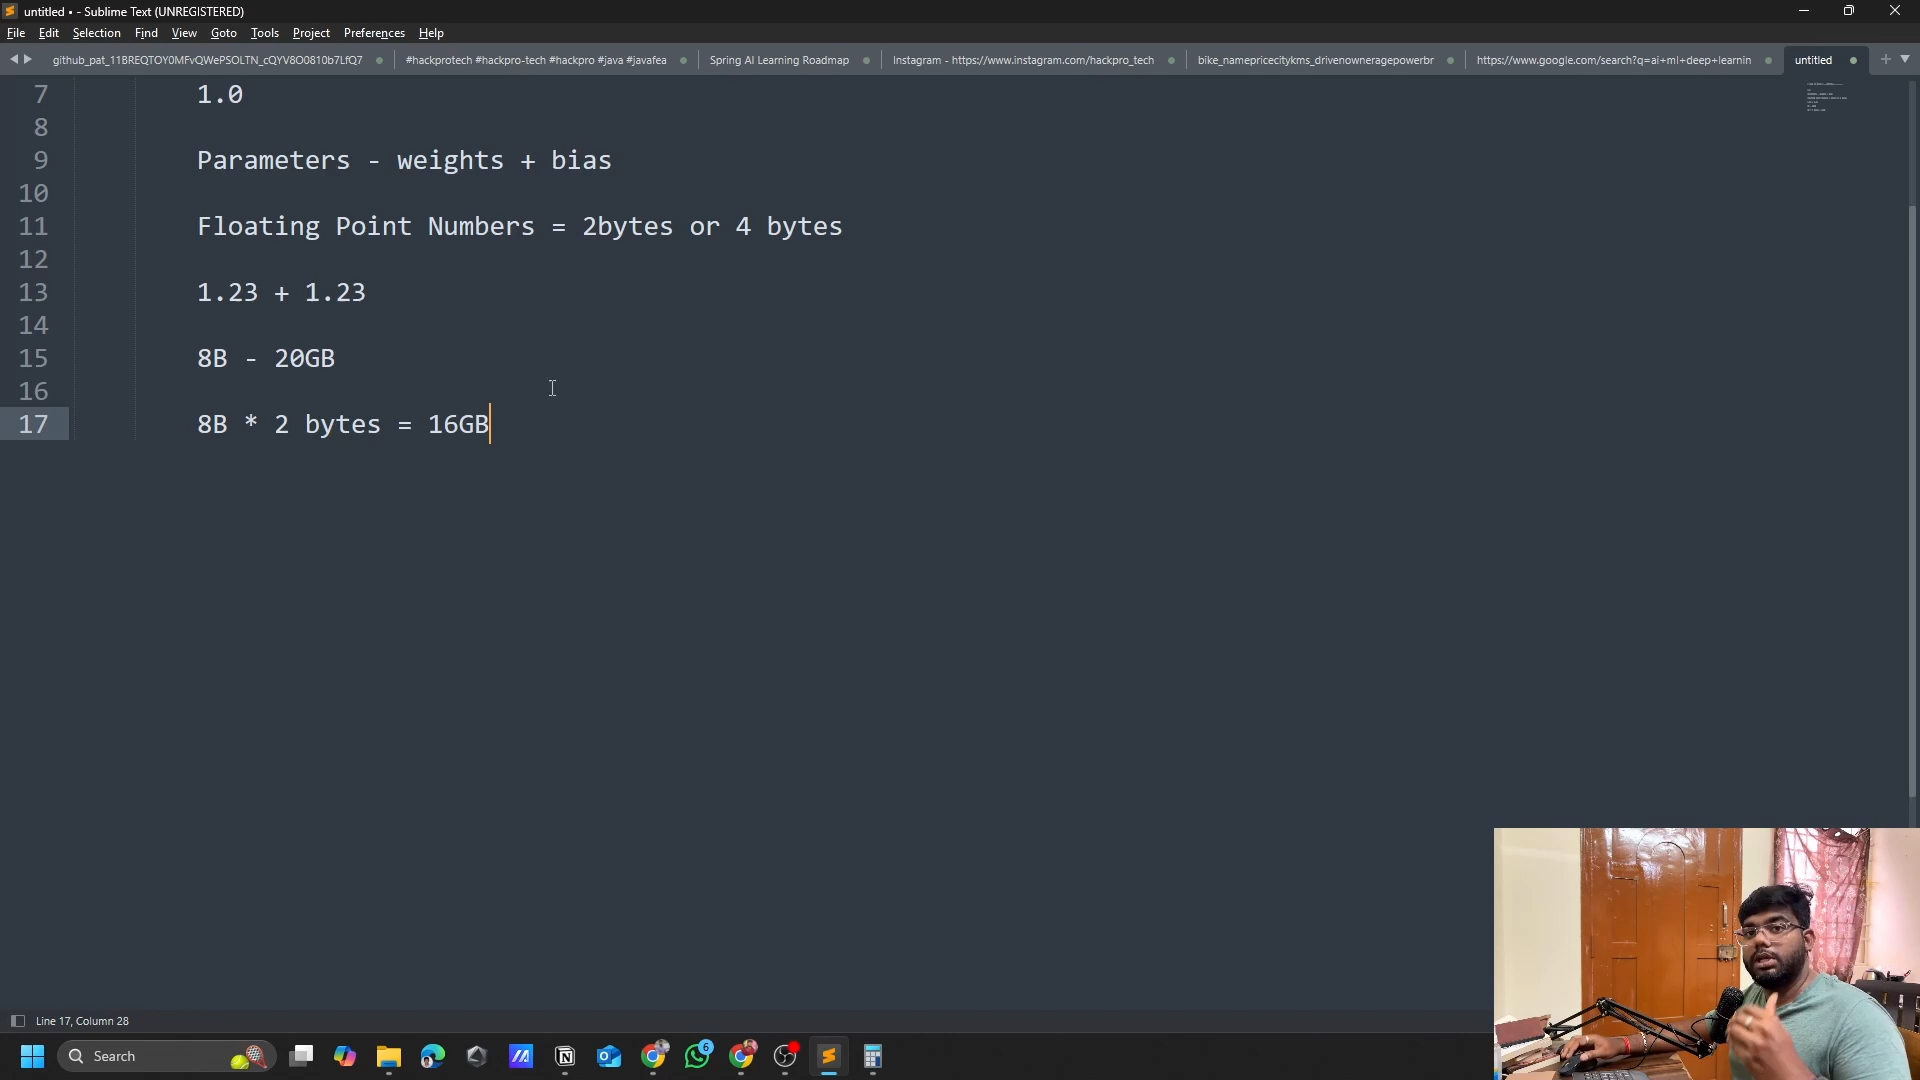 untitled • - Sublime Text (UNREGISTERED)
File Edit Selection Find View Goto Tools Project Preferences Help
github_pat_11BREQTOY0MFvQWePSOLTN_cQYV8O0810b7LfQ7 #hackprotech #hackpro-tech #hackpro #java #javafea Spring AI Learning Roadmap Instagram - https://www.instagram.com/hackpro_tech bike_namepricecitykms_drivenowneragepowerbr https://www.google.com/search?q=ai+ml+deep+learnin untitled
7 1.0
8
9 Parameters - weights + bias
10
11 Floating Point Numbers = 2bytes or 4 bytes
12
13 1.23 + 1.23
14
15 8B - 20GB
16
17 8B * 2 bytes = 16GB
Line 17, Column 28
Search
6